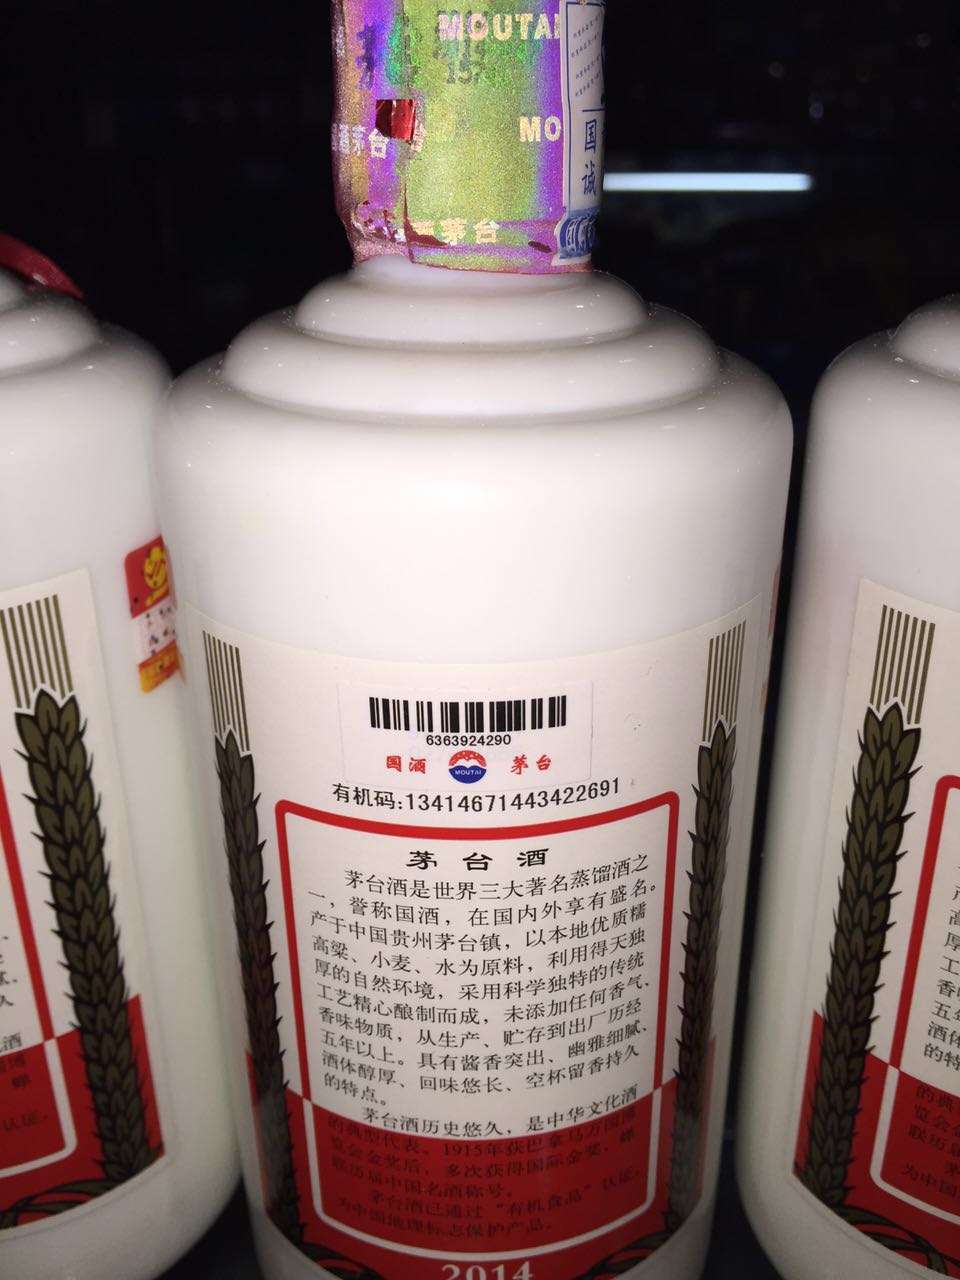 MOUTAI
MO
国
诚
茅台
茅台
6363924290
国酒 MOUTAI 茅台
有机码:13414671443422691
茅台酒
茅台酒是世界三大著名蒸馏酒之
一，誉称国酒，在国内外享有盛名。
产于中国贵州茅台镇，以本地优质糯
高粱、小麦、水为原料，利用得天独
厚的自然环境，采用科学独特的传统
工艺精心酿制而成，未添加任何香气、
香味物质，从生产、贮存到出厂历经
五年以上。具有酱香突出、幽雅细腻、
酒体醇厚、回味悠长、空杯留香持久
的特点。
茅台酒历史悠久，是中华文化酒
的典型代表。1915年获巴拿马万国博
览会金奖后，多次获得国际金奖，蝉
联历届中国名酒称号。
茅台酒已通过“有机食品”认证，
为中国地理标志保护产品。
2014